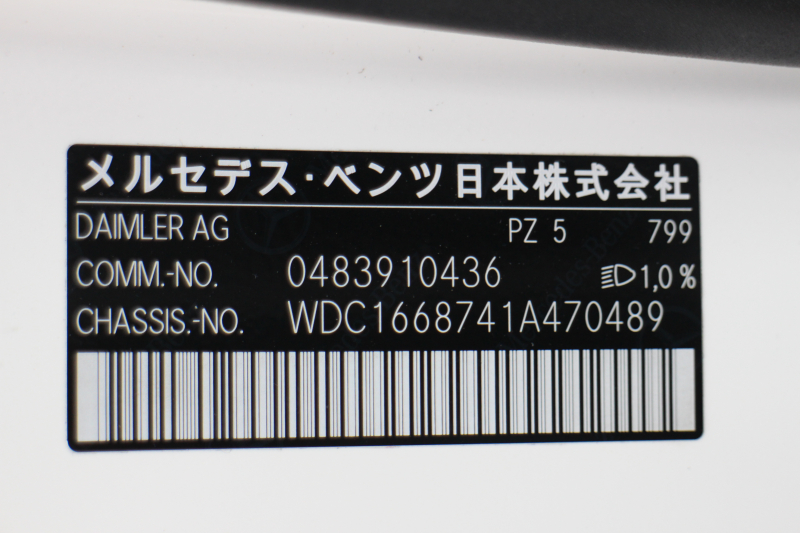 メルセデス・ベンツ日本株式会社
DAIMLER AG PZ 5 799
COMM.-NO. 0483910436 1,0 %
CHASSIS.-NO. WDC1668741A470489